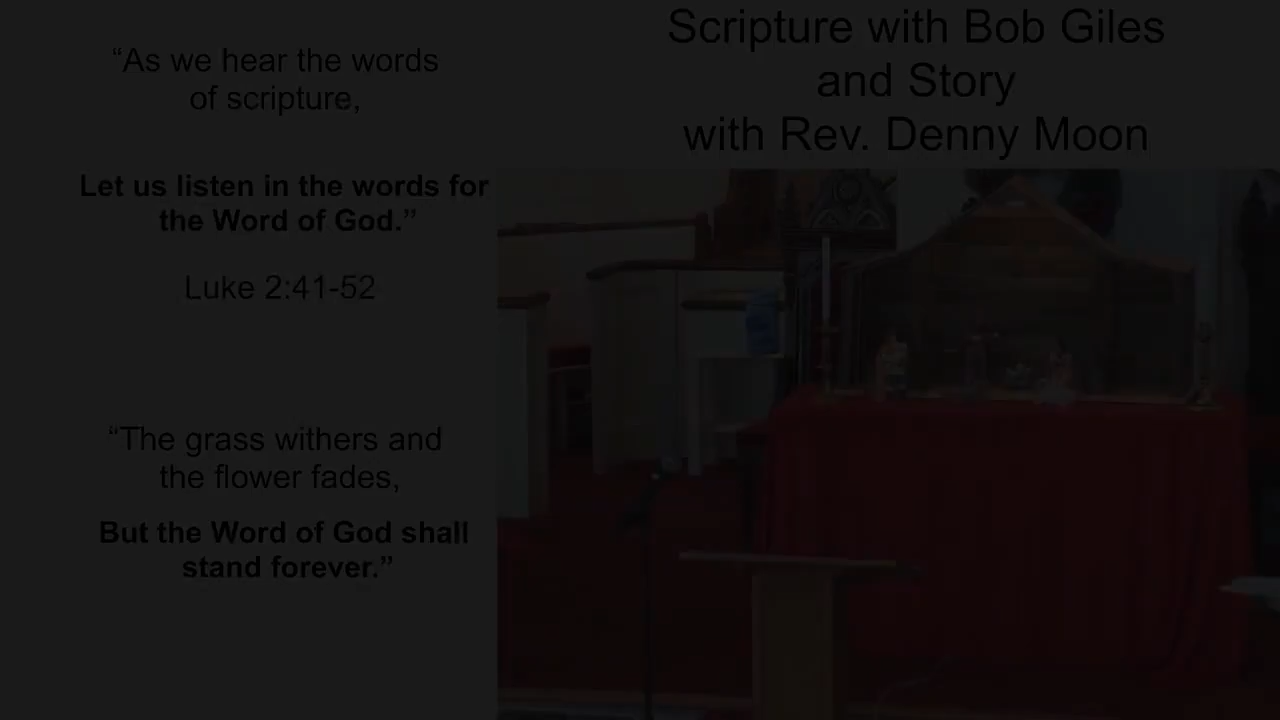 Scripture with Bob Giles
and Story
with Rev. Denny Moon
“As we hear the words
of scripture,
Let us listen in the words for
the Word of God.”
Luke 2:41-52
“The grass withers and
the flower fades,
But the Word of God shall
stand forever.”